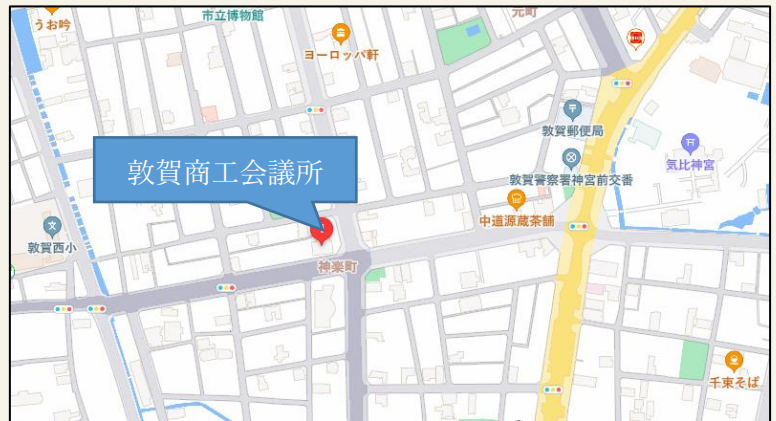 うお吟
市立博物館
元町
ヨーロッパ軒
敦賀郵便局
気比神宮
敦賀商工会議所
敦賀警察署神宮前交番
中道源蔵茶舗
敦賀西小
神楽町
千束そば